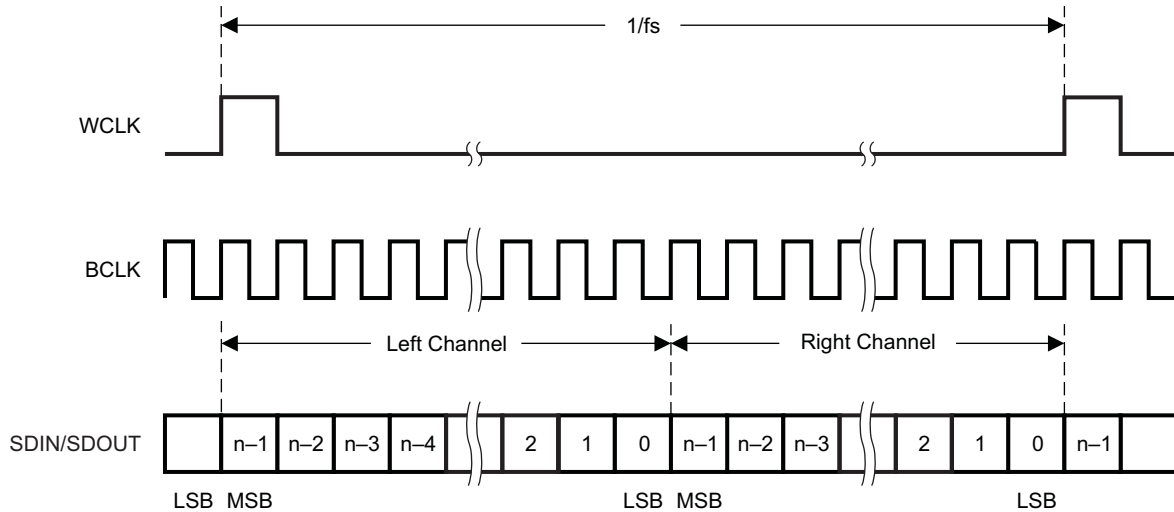 1/fs
WCLK
BCLK
Left Channel Right Channel
SDIN/SDOUT n–1 n–2 n–3 n–4 2 1 0 n–1 n–2 n–3 2 1 0 n–1
LSB MSB LSB MSB LSB